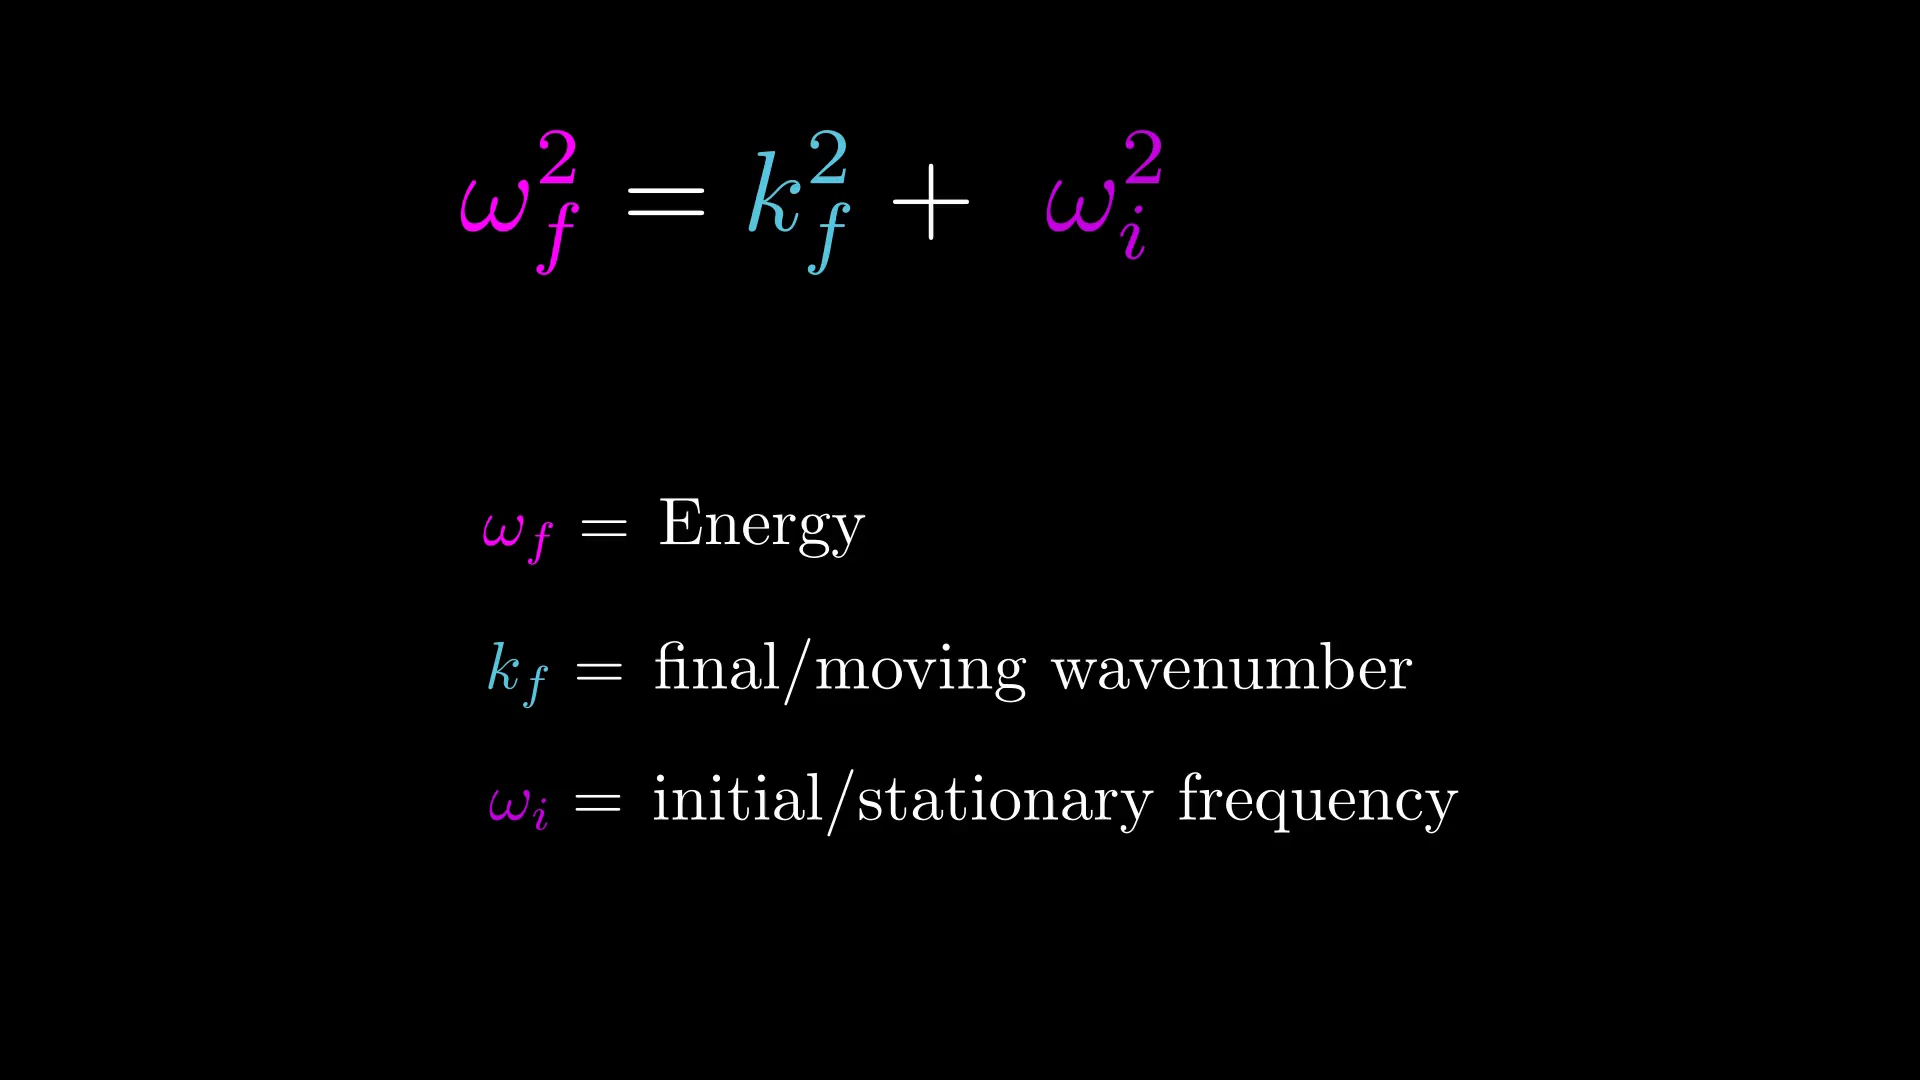 ω_f^2 = k_f^2 + ω_i^2
ω_f = Energy
k_f = final/moving wavenumber
ω_i = initial/stationary frequency